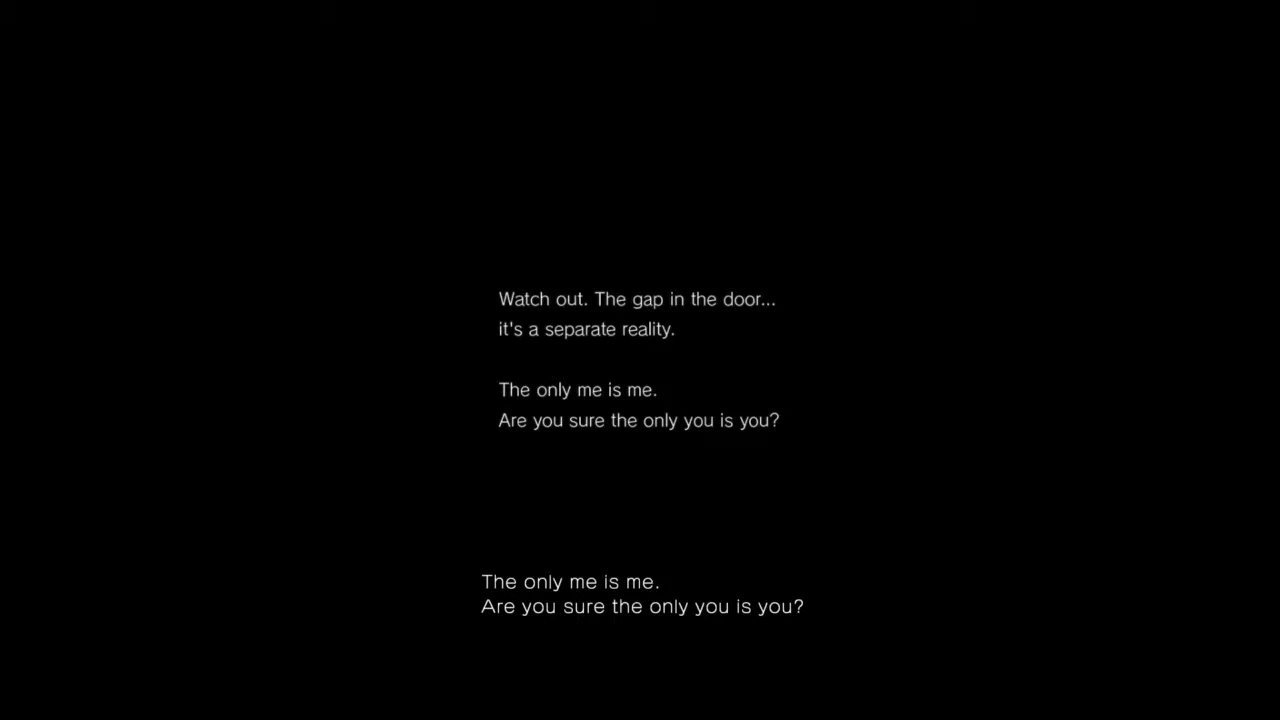 Watch out. The gap in the door...
it's a separate reality.
The only me is me.
Are you sure the only you is you?
The only me is me.
Are you sure the only you is you?